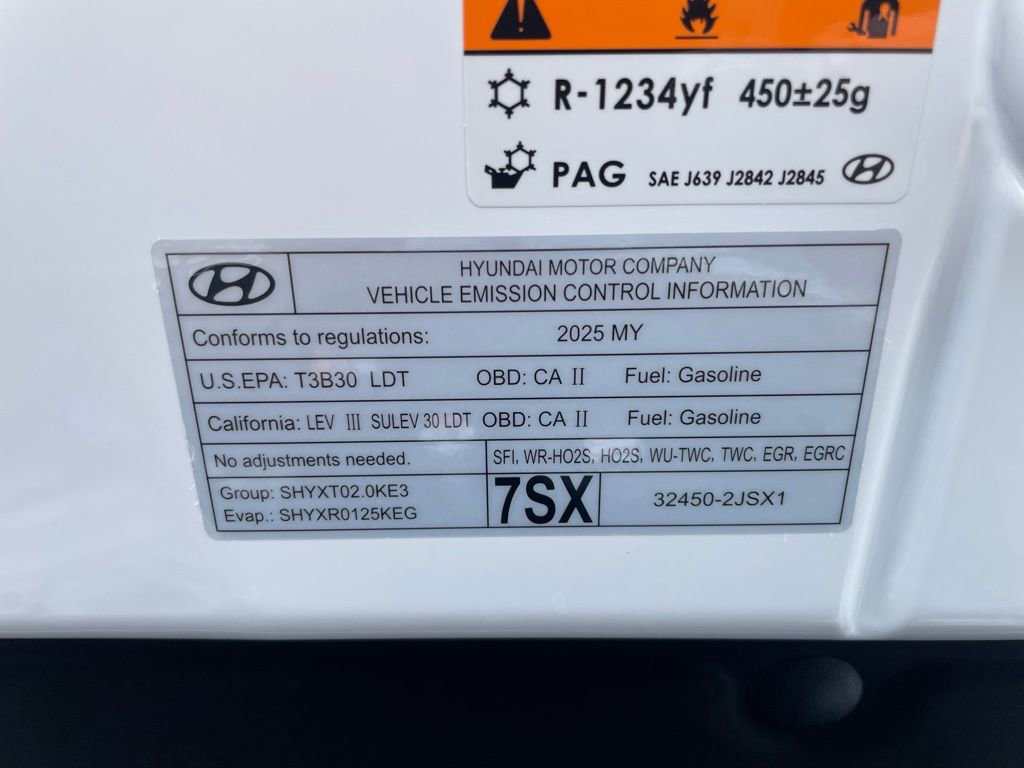 R-1234yf 450±25g
PAG SAE J639 J2842 J2845
HYUNDAI MOTOR COMPANY
VEHICLE EMISSION CONTROL INFORMATION
Conforms to regulations: 2025 MY
U.S.EPA: T3B30 LDT OBD: CA II Fuel: Gasoline
California: LEV III SULEV 30 LDT OBD: CA II Fuel: Gasoline
No adjustments needed. SFI, WR-HO2S, HO2S, WU-TWC, TWC, EGR, EGRC
Group: SHYXT02.0KE3
Evap.: SHYXR0125KEG
7SX
32450-2JSX1